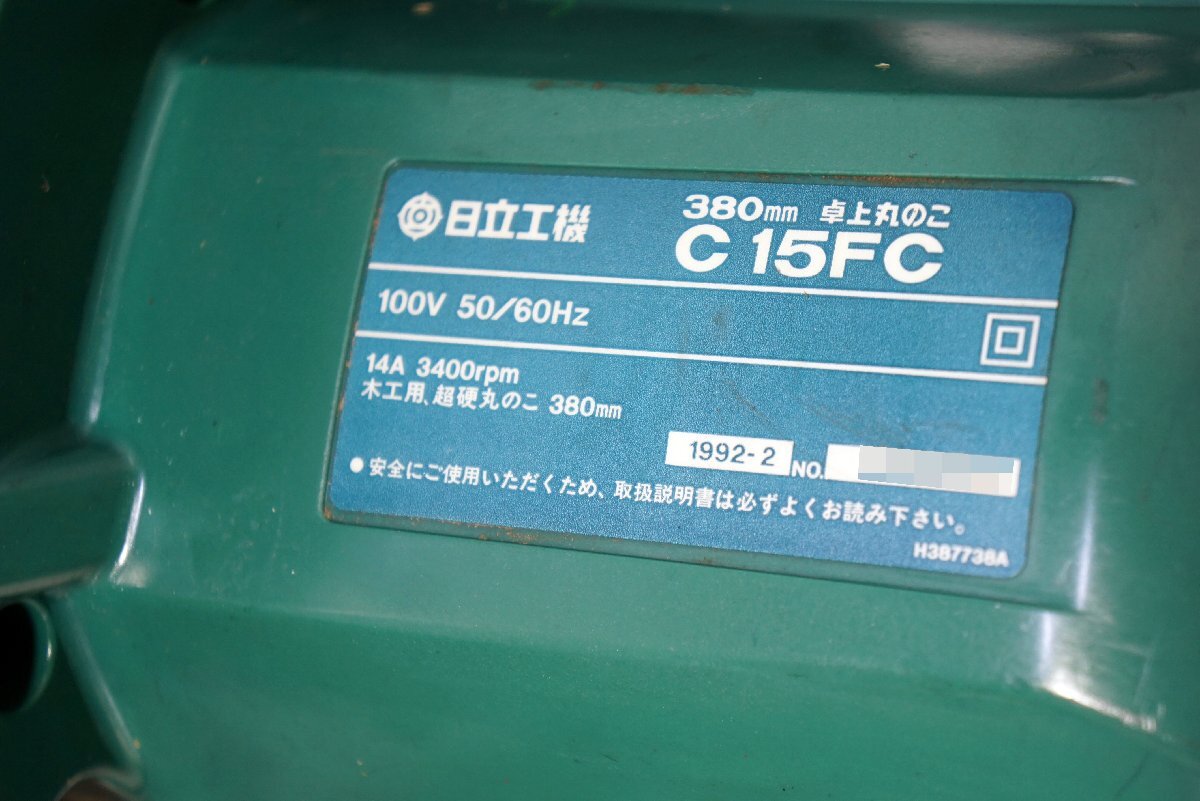 日立工機
380mm 卓上丸のこ
C 15FC
100V 50/60Hz
14A 3400rpm
木工用、超硬丸のこ 380mm
1992-2 NO.
●安全にご使用いただくため、取扱説明書は必ずよくお読み下さい。
H387738A